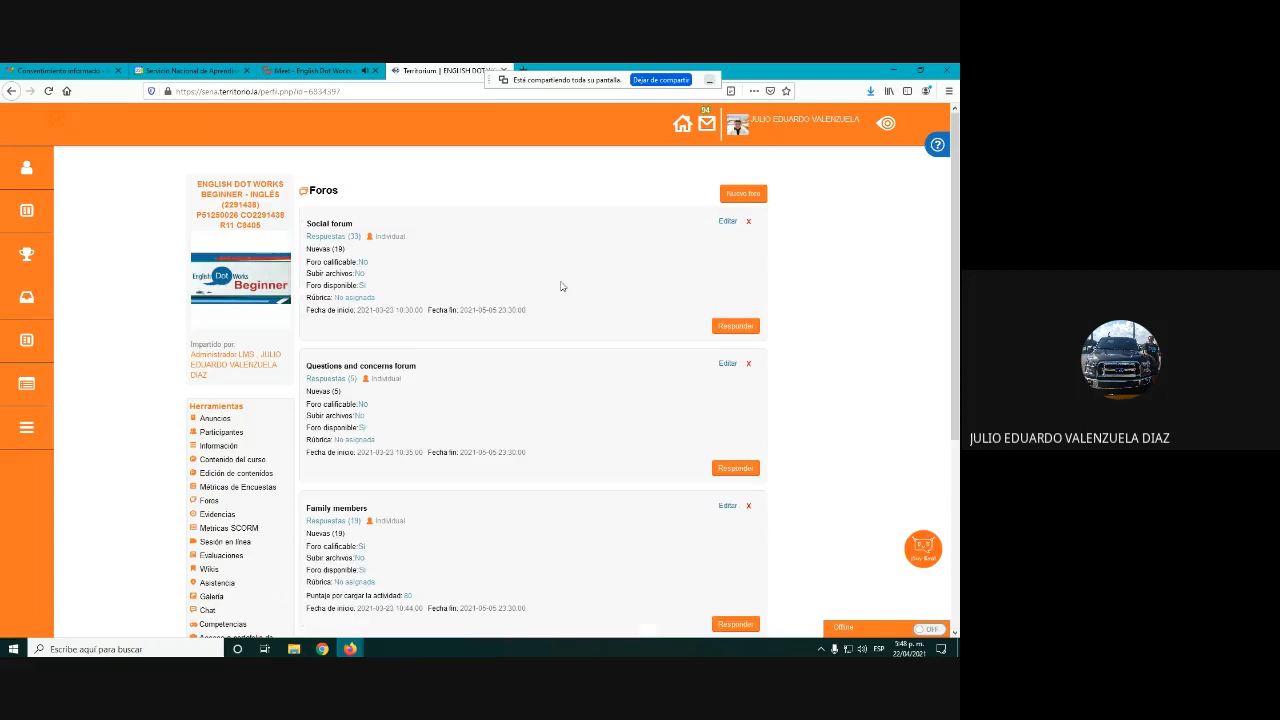 Consentimiento informado -
Servicio Nacional de Aprendiz
Meet - English Dot Works
Territorium | ENGLISH DOT
Está compartiendo toda su pantalla.
Dejar de compartir
https://sena.territorio.la/perfil.php?id=6834397
94
JULIO EDUARDO VALENZUELA
ENGLISH DOT WORKS
BEGINNER - INGLÉS
(2291438)
P51250026 CO2291438
R11 C9405
English Dot Works
Beginner
Impartido por:
Administrador LMS , JULIO
EDUARDO VALENZUELA
DIAZ
Herramientas
Anuncios
Participantes
Información
Contenido del curso
Edición de contenidos
Métricas de Encuestas
Foros
Evidencias
Metricas SCORM
Sesión en línea
Evaluaciones
Wikis
Asistencia
Galería
Chat
Competencias
Foros
Nuevo foro
Social forum
Editar X
Respuestas (33) Individual
Nuevas (19)
Foro calificable:No
Subir archivos:No
Foro disponible:Si
Rúbrica: No asignada
Fecha de inicio: 2021-03-23 10:30:00 Fecha fin: 2021-05-05 23:30:00
Responder
Questions and concerns forum
Editar X
Respuestas (5) Individual
Nuevas (5)
Foro calificable:No
Subir archivos:No
Foro disponible:Si
Rúbrica: No asignada
Fecha de inicio: 2021-03-23 10:35:00 Fecha fin: 2021-05-05 23:30:00
Responder
Family members
Editar X
Respuestas (19) Individual
Nuevas (19)
Foro calificable:Si
Subir archivos:No
Foro disponible:Si
Rúbrica: No asignada
Puntaje por cargar la actividad: 80
Fecha de inicio: 2021-03-23 10:44:00 Fecha fin: 2021-05-05 23:30:00
Responder
Offline
OFF
Escribe aquí para buscar
ESP
5:48 p. m.
22/04/2021
JULIO EDUARDO VALENZUELA DIAZ